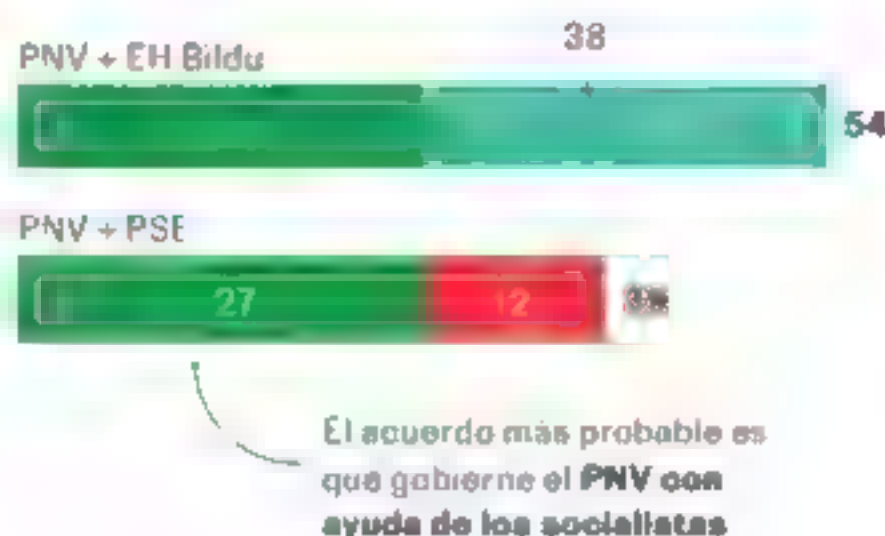 38
PNV + EH Bildu
54
PNV + PSE
27 12
El acuerdo más probable es
que gobierne el PNV con
ayuda de los socialistas